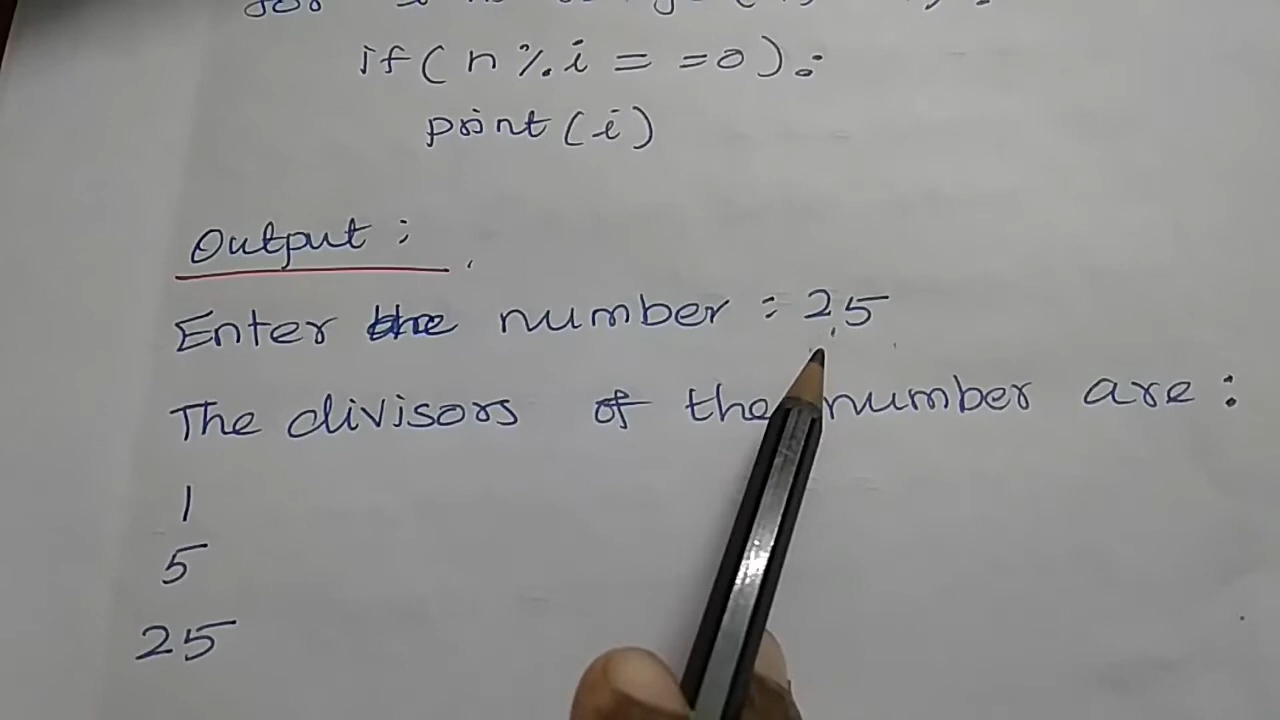 if(n%i==0):
print(i)
Output:
Enter the number : 25
The divisors of the number are:
1
5
25